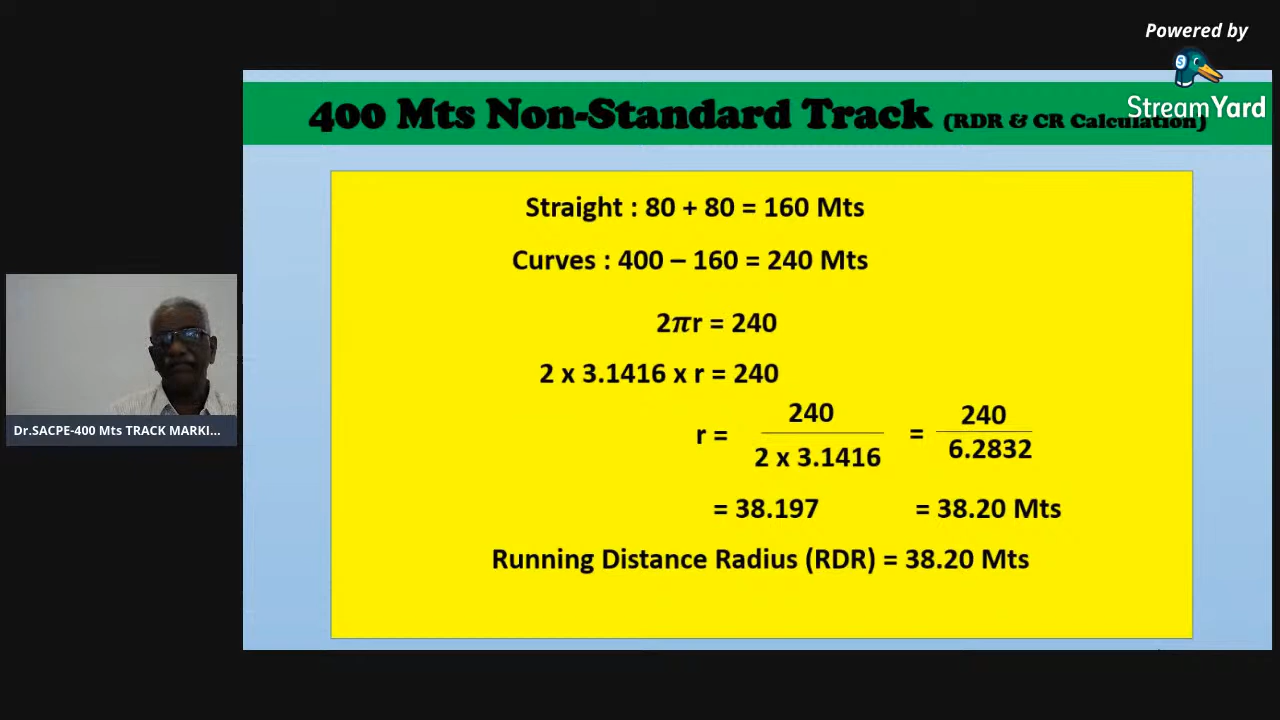 Powered by
StreamYard
400 Mts Non-Standard Track (RDR & CR Calculation)
Straight : 80 + 80 = 160 Mts
Curves : 400 – 160 = 240 Mts
2𝝅r = 240
2 x 3.1416 x r = 240
r = 240 / 2 x 3.1416 = 240 / 6.2832
= 38.197 = 38.20 Mts
Running Distance Radius (RDR) = 38.20 Mts
Dr.SACPE-400 Mts TRACK MARKI...